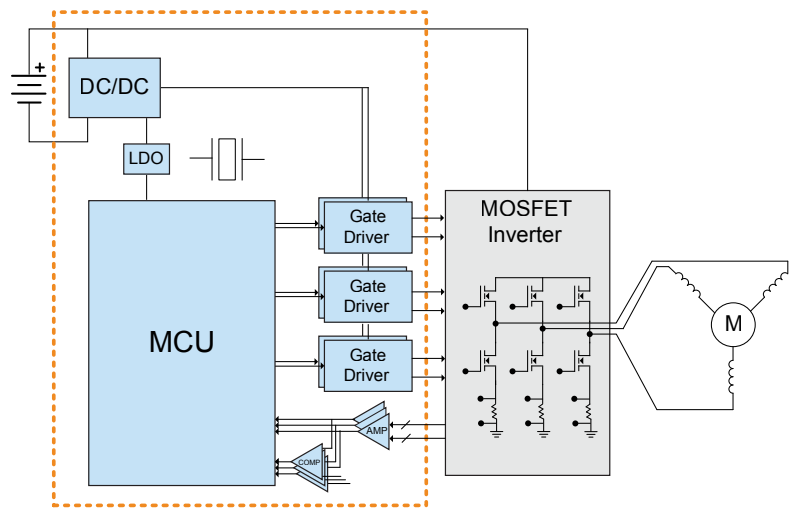 +
DC/DC
LDO
MCU
Gate
Driver
Gate
Driver
Gate
Driver
AMP
COMP
MOSFET
Inverter
M